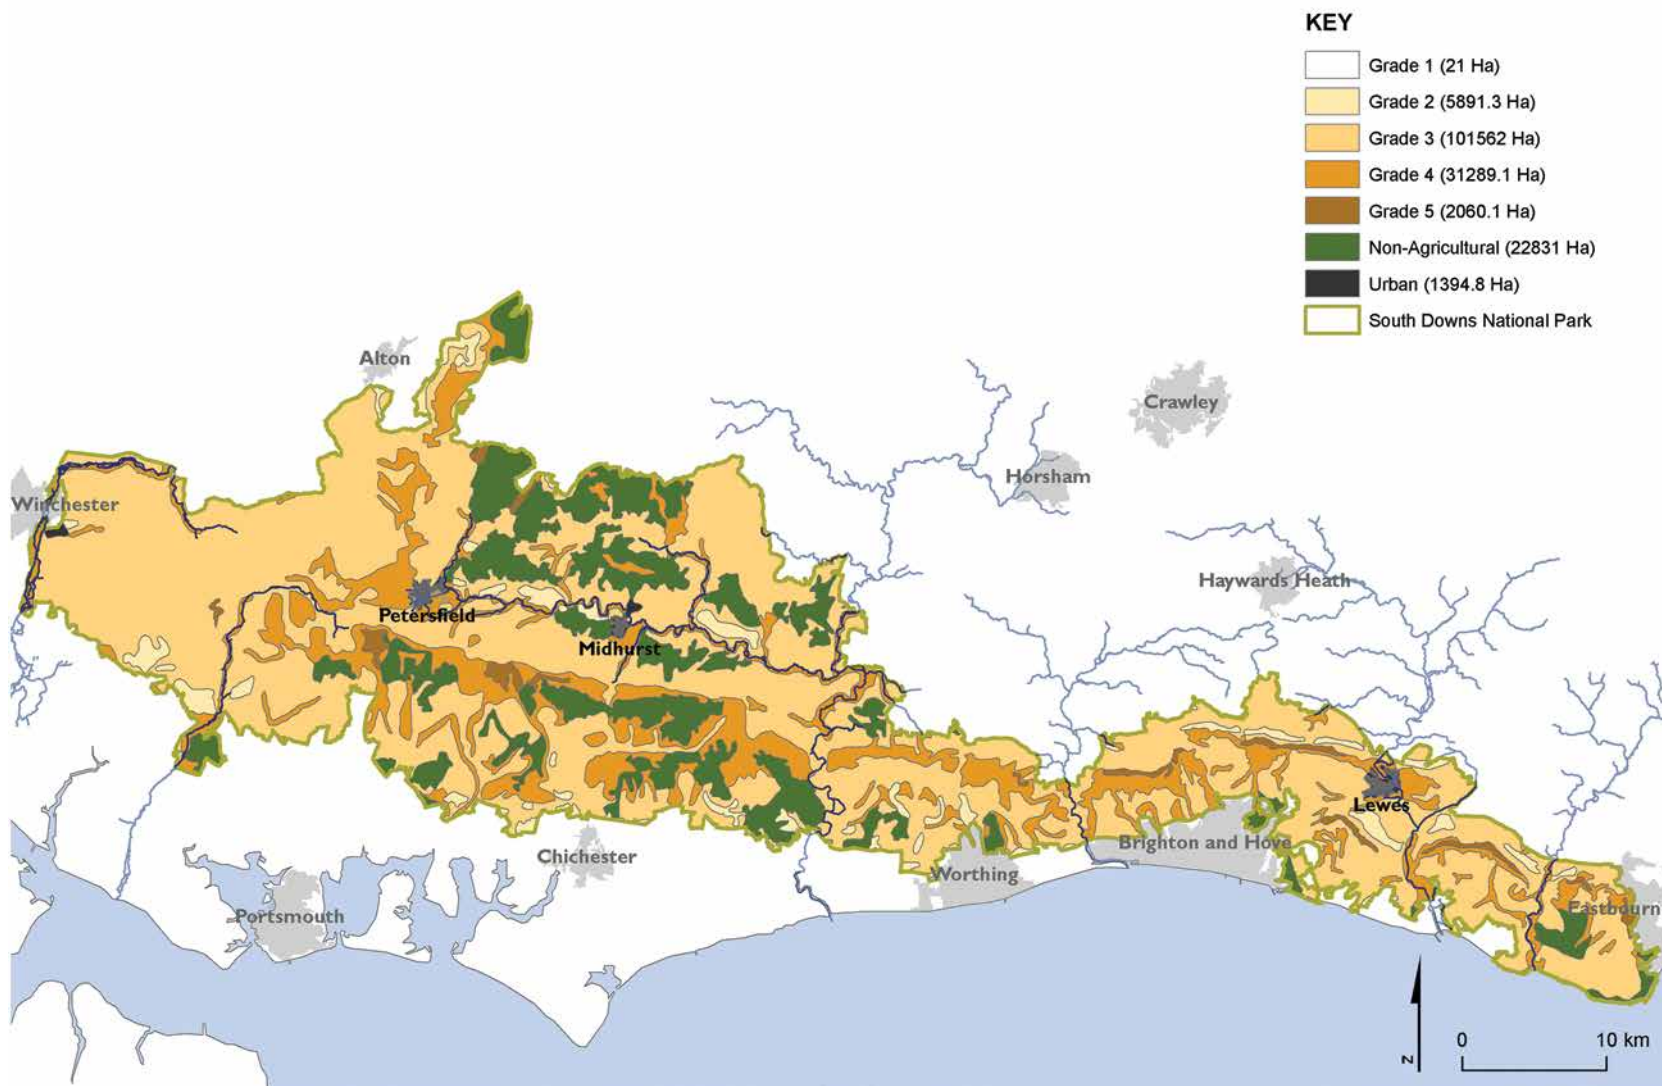 KEY
Grade 1 (21 Ha)
Grade 2 (5891.3 Ha)
Grade 3 (101562 Ha)
Grade 4 (31289.1 Ha)
Grade 5 (2060.1 Ha)
Non-Agricultural (22831 Ha)
Urban (1394.8 Ha)
South Downs National Park
Alton
Crawley
Horsham
Winchester
Haywards Heath
Petersfield
Midhurst
Lewes
Brighton and Hove
Chichester
Worthing
Portsmouth
Eastbourn
0 10 km
N